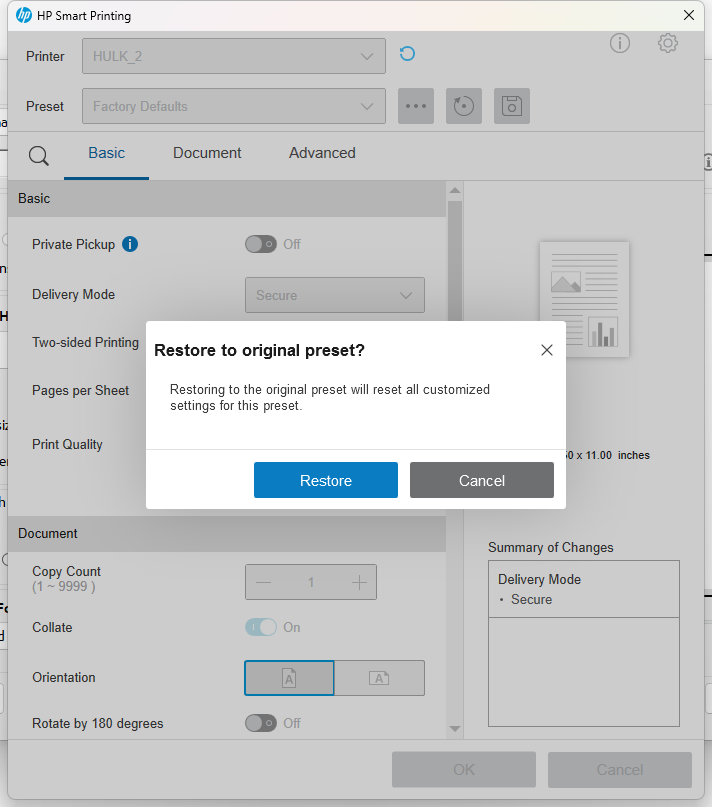 HP Smart Printing
Printer
HULK_2
Preset
Factory Defaults
Basic
Document
Advanced
Basic
Private Pickup
Off
Delivery Mode
Secure
Two-sided Printing
Pages per Sheet
Print Quality
Restore to original preset?
Restoring to the original preset will reset all customized
settings for this preset.
Restore
Cancel
x 11.00 inches
Document
Copy Count
(1 ~ 9999 )
1
Collate
On
Orientation
A
A
Rotate by 180 degrees
Off
Summary of Changes
Delivery Mode
• Secure
OK
Cancel